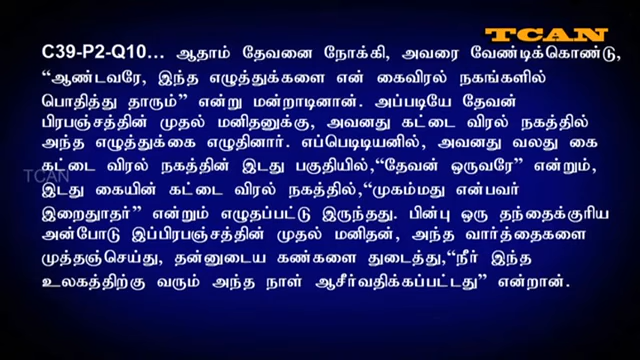 TCAN
C39-P2-Q10... ஆதாம் தேவனை நோக்கி, அவரை வேண்டிக்கொண்டு,
“ஆண்டவரே, இந்த எழுத்துக்களை என் கைவிரல் நகங்களில்
பொதித்து தாரும்” என்று மன்றாடினான். அப்படியே தேவன்
பிரபஞ்சத்தின் முதல் மனிதனுக்கு, அவனது கட்டை விரல் நகத்தில்
அந்த எழுத்துக்கை எழுதினார். எப்பெடிடியனில், அவனது வலது கை
கட்டை விரல் நகத்தின் இடது பகுதியில்,“தேவன் ஒருவரே” என்றும்,
TCAN
இடது கையின் கட்டை விரல் நகத்தில்,“முகம்மது என்பவர்
இறைதூதர்” என்றும் எழுதப்பட்டு இருந்தது. பின்பு ஒரு தந்தைக்குரிய
அன்போடு இப்பிரபஞ்சத்தின் முதல் மனிதன், அந்த வார்த்தைகளை
முத்தஞ்செய்து, தன்னுடைய கண்களை துடைத்து,“நீர் இந்த
உலகத்திற்கு வரும் அந்த நாள் ஆசீர்வதிக்கப்பட்டது” என்றான்.